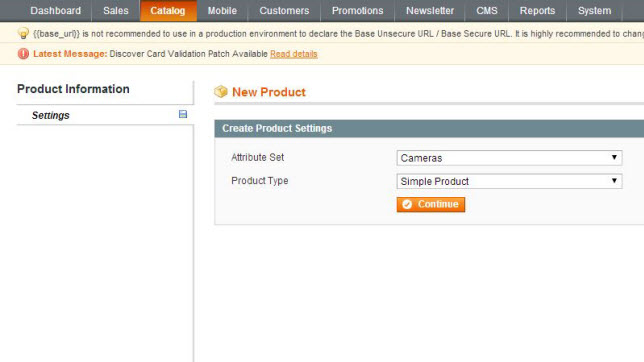 Dashboard Sales Catalog Mobile Customers Promotions Newsletter CMS Reports System
{{base_url}} is not recommended to use in a production environment to declare the Base Unsecure URL / Base Secure URL. It is highly recommended to chan
Latest Message: Discover Card Validation Patch Available Read details
Product Information
Settings
New Product
Create Product Settings
Attribute Set Cameras
Product Type Simple Product
Continue